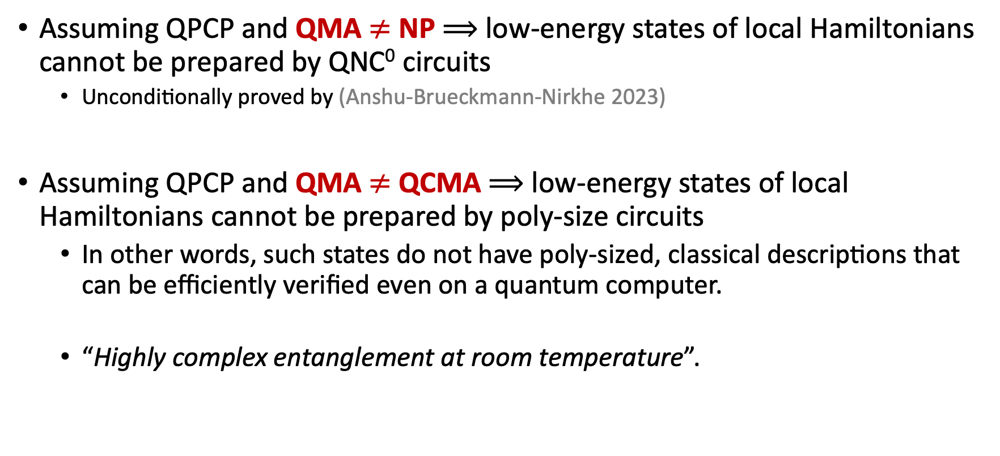 • Assuming QPCP and QMA ≠ NP ⟹ low-energy states of local Hamiltonians
cannot be prepared by QNC⁰ circuits
• Unconditionally proved by (Anshu-Brueckmann-Nirkhe 2023)
• Assuming QPCP and QMA ≠ QCMA ⟹ low-energy states of local
Hamiltonians cannot be prepared by poly-size circuits
• In other words, such states do not have poly-sized, classical descriptions that
can be efficiently verified even on a quantum computer.
• “Highly complex entanglement at room temperature”.